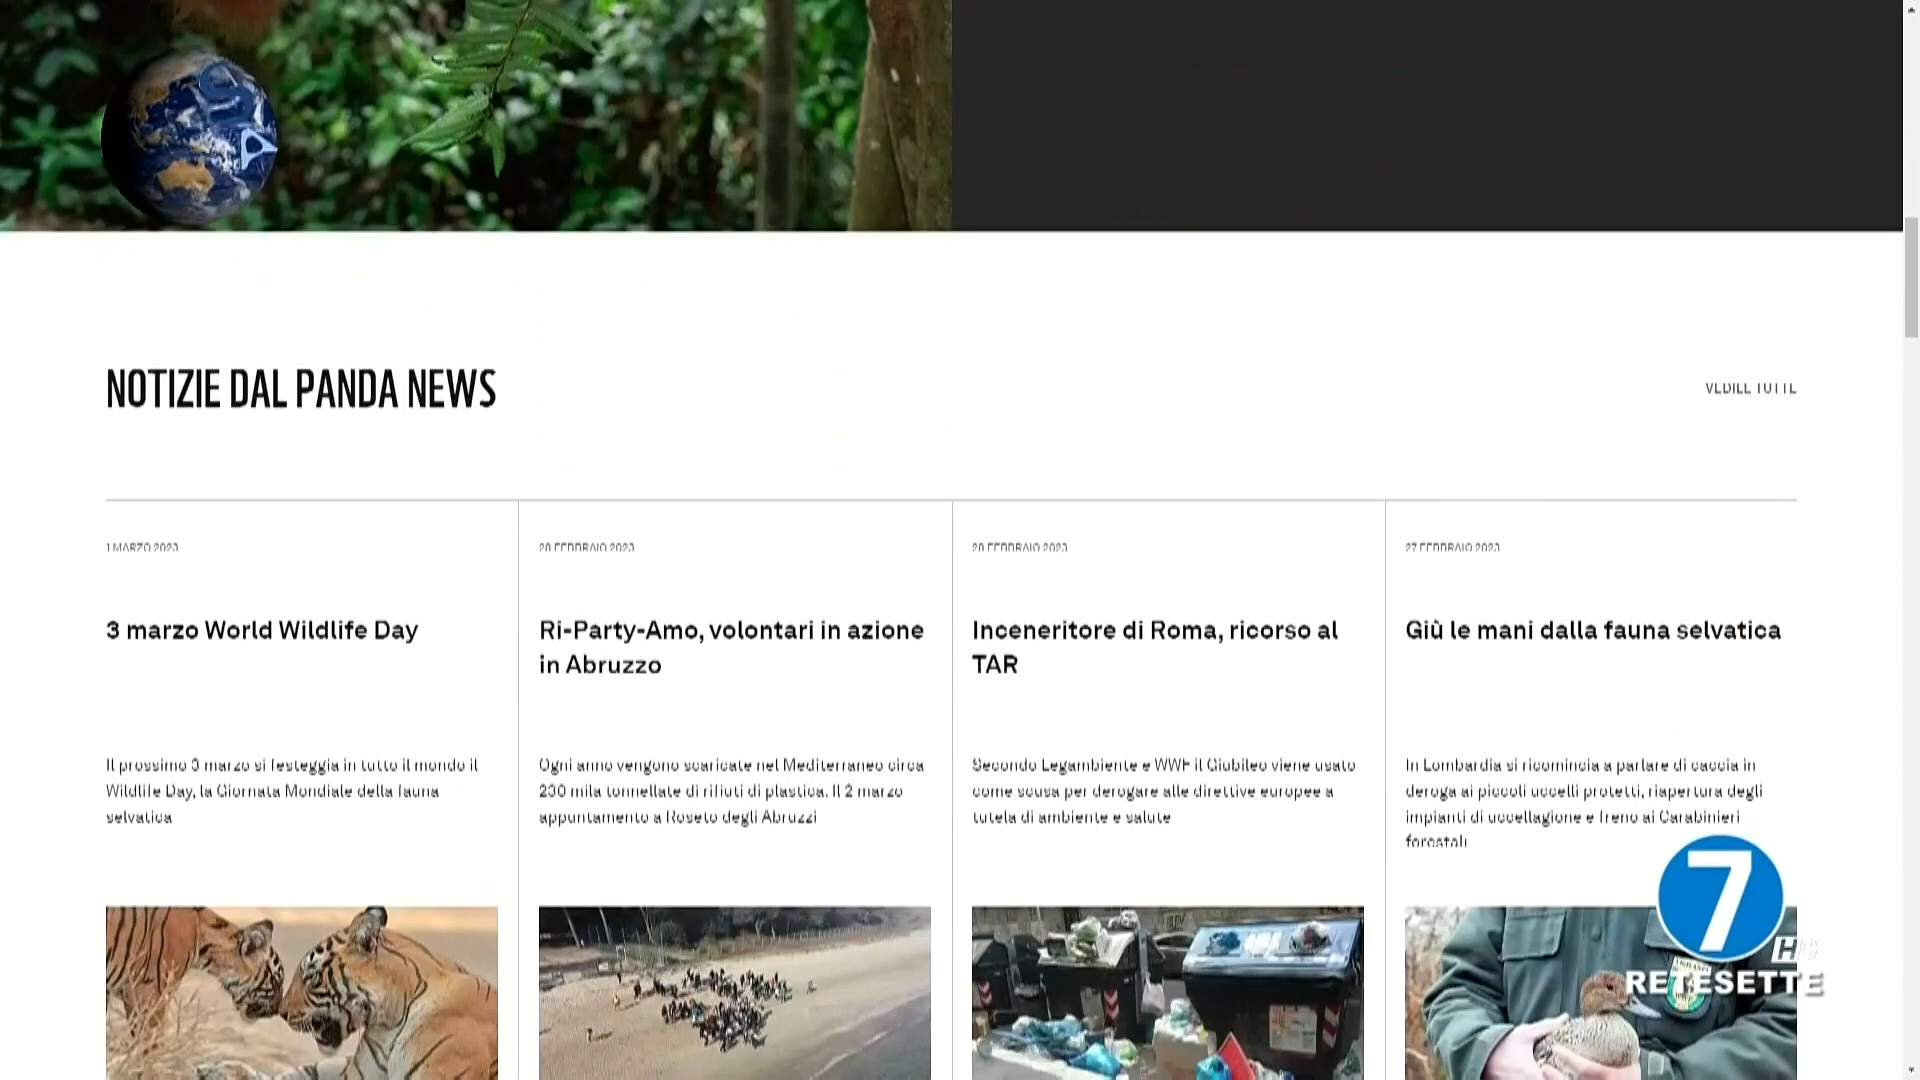 NOTIZIE DAL PANDA NEWS
VEDILE TUTTE
1 MARZO 2023
3 marzo World Wildlife Day
Il prossimo 3 marzo si festeggia in tutto il mondo il
Wildlife Day, la Giornata Mondiale della fauna
selvatica
28 FEBBRAIO 2023
Ri-Party-Amo, volontari in azione
in Abruzzo
Ogni anno vengono scaricate nel Mediterraneo circa
230 mila tonnellate di rifiuti di plastica. Il 2 marzo
appuntamento a Roseto degli Abruzzi
28 FEBBRAIO 2023
Inceneritore di Roma, ricorso al
TAR
Secondo Legambiente e WWF il Giubileo viene usato
come scusa per derogare alle direttive europee a
tutela di ambiente e salute
27 FEBBRAIO 2023
Giù le mani dalla fauna selvatica
In Lombardia si ricomincia a parlare di caccia in
deroga ai piccoli uccelli protetti, riapertura degli
impianti di uccellagione e freno ai Carabinieri
forestali
7
HD
RETESETTE